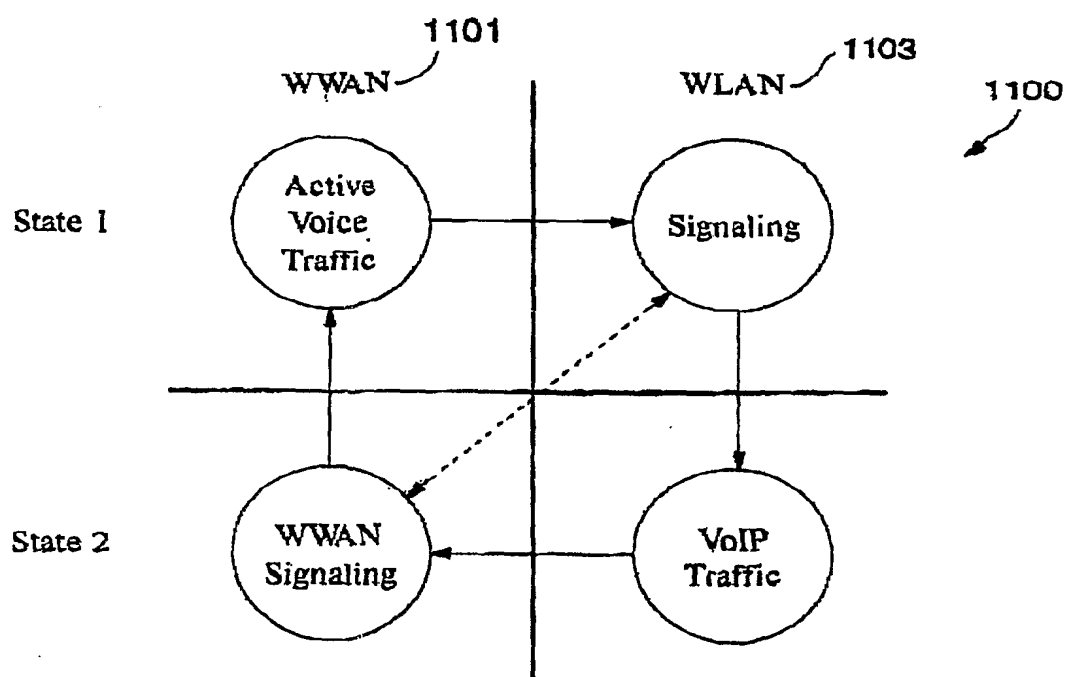 1101
1103
WWAN
WLAN
1100
State 1
Active
Voice
Traffic
Signaling
State 2
WWAN
Signaling
VoIP
Traffic